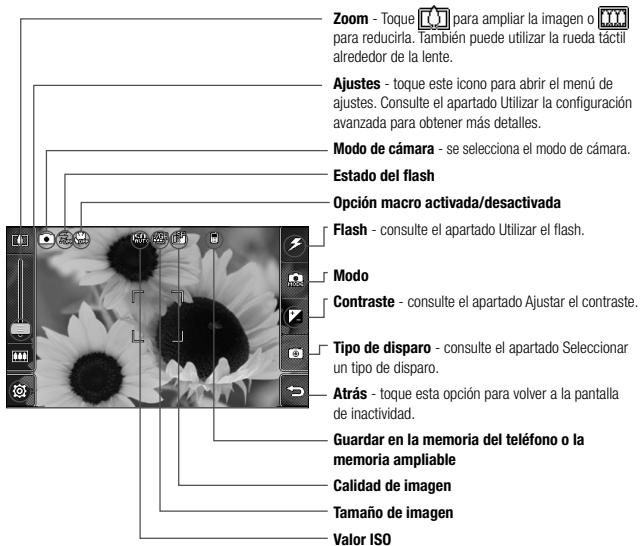 Zoom - Toque para ampliar la imagen o
para reducirla. También puede utilizar la rueda táctil
alrededor de la lente.
Ajustes - toque este icono para abrir el menú de
ajustes. Consulte el apartado Utilizar la configuración
avanzada para obtener más detalles.
Modo de cámara - se selecciona el modo de cámara.
Estado del flash
Opción macro activada/desactivada
Flash - consulte el apartado Utilizar el flash.
Modo
Contraste - consulte el apartado Ajustar el contraste.
Tipo de disparo - consulte el apartado Seleccionar
un tipo de disparo.
Atrás - toque esta opción para volver a la pantalla
de inactividad.
Guardar en la memoria del teléfono o la
memoria ampliable
Calidad de imagen
Tamaño de imagen
Valor ISO
ISO
AUTO
MODE